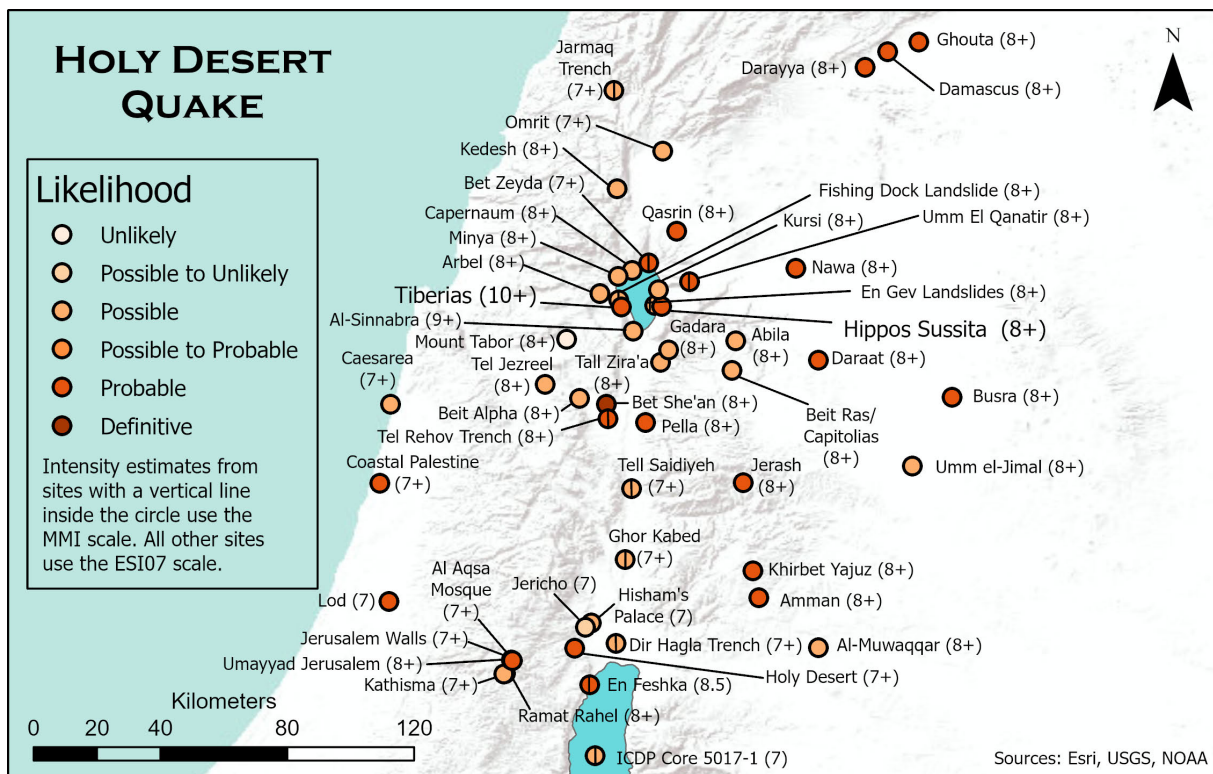 HOLY DESERT
QUAKE
N
Likelihood
Unlikely
Possible to Unlikely
Possible
Possible to Probable
Probable
Definitive
Intensity estimates from
sites with a vertical line
inside the circle use the
MMI scale. All other sites
use the ESI07 scale.
Jarmaq
Trench
(7+)
Ghouta (8+)
Darayya (8+)
Damascus (8+)
Omrit (7+)
Kedesh (8+)
Bet Zeyda (7+)
Fishing Dock Landslide (8+)
Capernaum (8+)
Qasrin (8+)
Kursi (8+)
Umm El Qanatir (8+)
Minya (8+)
Arbel (8+)
Nawa (8+)
Tiberias (10+)
En Gev Landslides (8+)
Al-Sinnabra (9+)
Hippos Sussita (8+)
Mount Tabor (8+)
Gadara
(8+)
Abila
(8+)
Daraat (8+)
Caesarea
(7+)
Tel Jezreel
(8+)
Tall Zira'a
(8+)
Busra (8+)
Beit Alpha (8+)
Bet She'an (8+)
Beit Ras/
Capitolias
(8+)
Tel Rehov Trench (8+)
Pella (8+)
Coastal Palestine
(7+)
Tell Saidiyeh
(7+)
Jerash
(8+)
Umm el-Jimal (8+)
Ghor Kabed
(7+)
Khirbet Yajuz (8+)
Al Aqsa
Mosque
(7+)
Jericho (7)
Hisham's
Palace (7)
Lod (7)
Amman (8+)
Jerusalem Walls (7+)
Dir Hagla Trench (7+)
Al-Muwaqqar (8+)
Umayyad Jerusalem (8+)
Holy Desert (7+)
Kathisma (7+)
En Feshka (8.5)
Ramat Rahel (8+)
ICDP Core 5017-1 (7)
Kilometers
0 20 40 80 120
Sources: Esri, USGS, NOAA